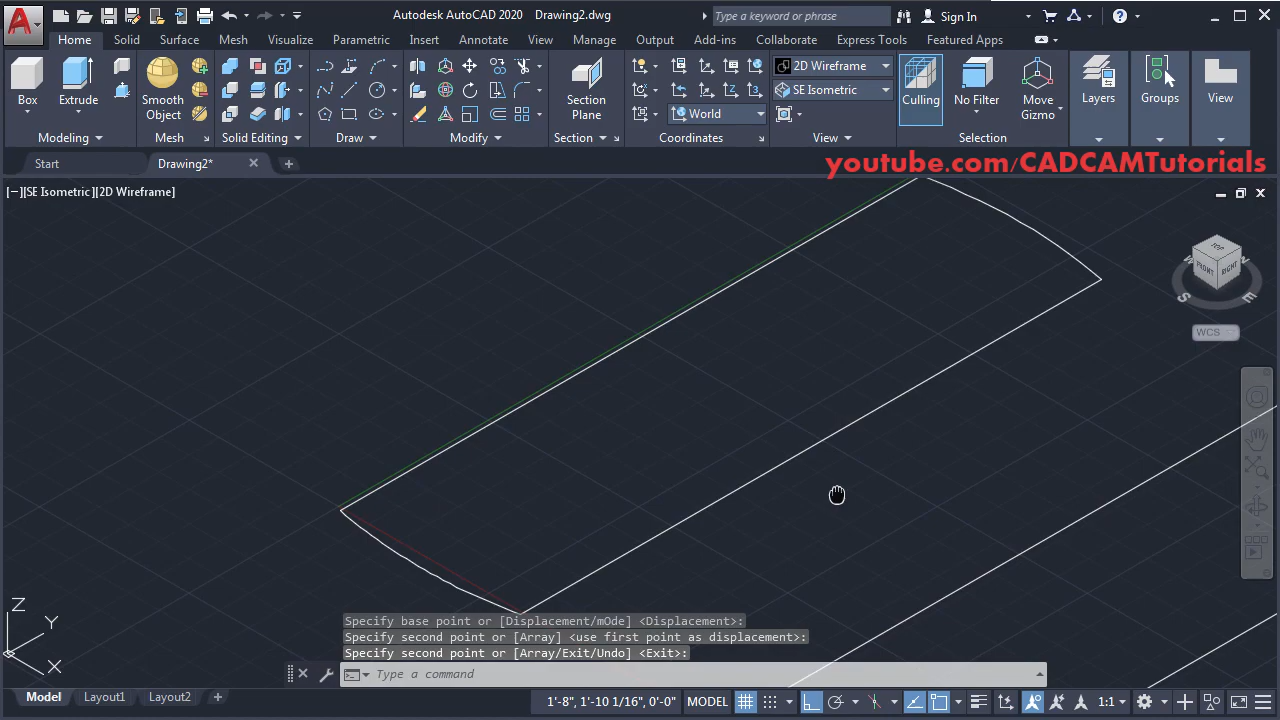 Autodesk AutoCAD 2020 Drawing2.dwg
Type a keyword or phrase
Sign In
Home Solid Surface Mesh Visualize Parametric Insert Annotate View Manage Output Add-ins Collaborate Express Tools Featured Apps
Box
Extrude
Smooth Object
Section Plane
World
2D Wireframe
SE Isometric
Culling
No Filter
Move Gizmo
Layers
Groups
View
Modeling Mesh Solid Editing Draw Modify Section Coordinates View Selection
Start Drawing2*
youtube.com/CADCAMTutorials
[−][SE Isometric][2D Wireframe]
TOP
FRONT
RIGHT
W
N
S
E
WCS
Z
Y
X
Specify base point or [Displacement/mOde] <Displacement>:
Specify second point or [Array] <use first point as displacement>:
Specify second point or [Array/Exit/Undo] <Exit>:
Type a command
Model Layout1 Layout2
1'-8", 1'-10 1/16", 0'-0" MODEL 1:1